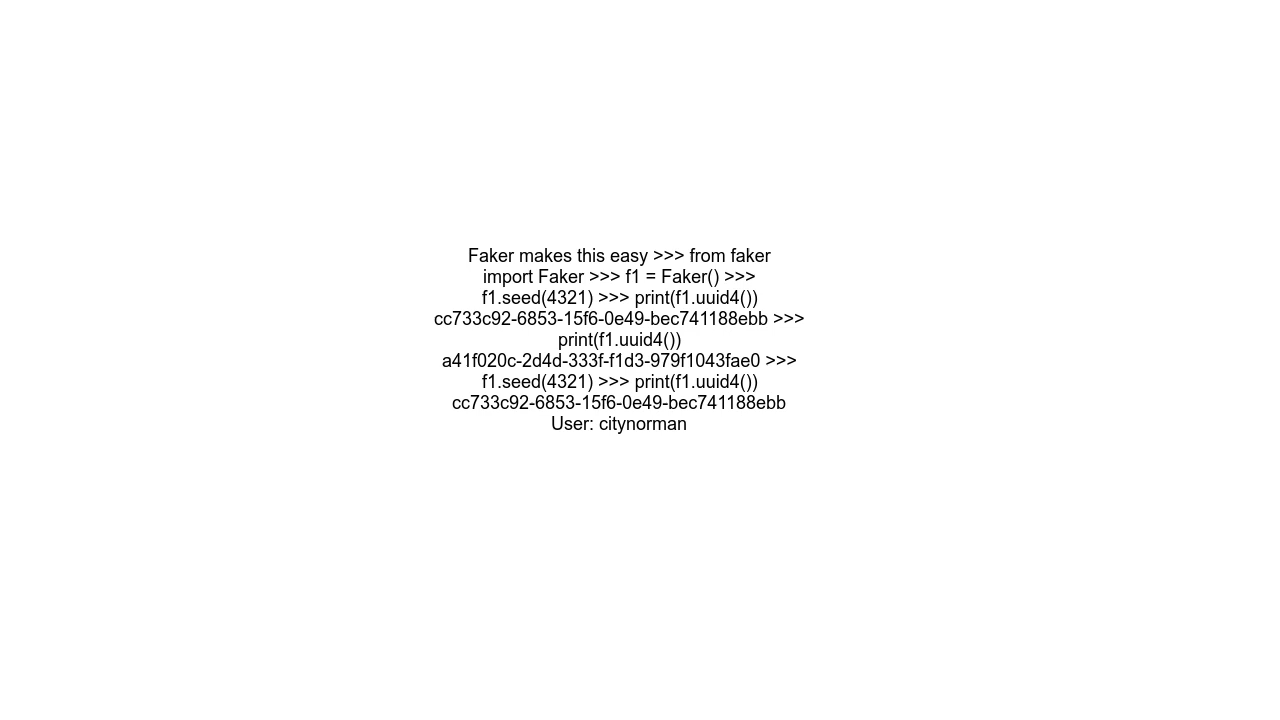 Faker makes this easy >>> from faker
import Faker >>> f1 = Faker() >>>
f1.seed(4321) >>> print(f1.uuid4())
cc733c92-6853-15f6-0e49-bec741188ebb >>>
print(f1.uuid4())
a41f020c-2d4d-333f-f1d3-979f1043fae0 >>>
f1.seed(4321) >>> print(f1.uuid4())
cc733c92-6853-15f6-0e49-bec741188ebb
User: citynorman